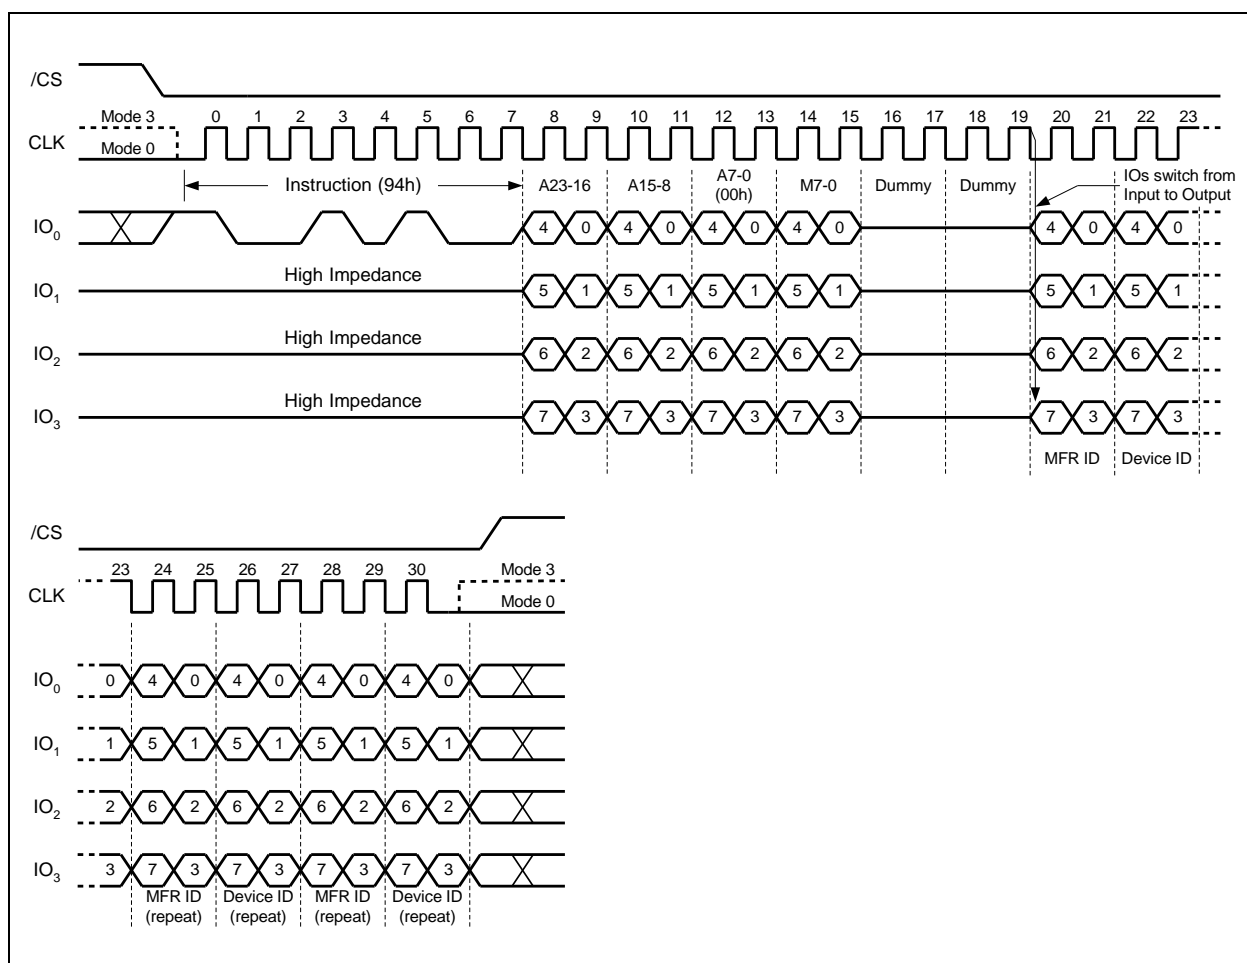 /CS
Mode 3 0 1 2 3 4 5 6 7 8 9 10 11 12 13 14 15 16 17 18 19 20 21 22 23
CLK
Mode 0
Instruction (94h) A23-16 A15-8 A7-0 (00h) M7-0 Dummy Dummy
IOs switch from
Input to Output
IO0 4 0 4 0 4 0 4 0 4 0 4 0
High Impedance
IO1 5 1 5 1 5 1 5 1 5 1 5 1
High Impedance
IO2 6 2 6 2 6 2 6 2 6 2 6 2
High Impedance
IO3 7 3 7 3 7 3 7 3 7 3 7 3
MFR ID Device ID
/CS
23 24 25 26 27 28 29 30 Mode 3
CLK
Mode 0
IO0 0 4 0 4 0 4 0 4 0
IO1 1 5 1 5 1 5 1 5 1
IO2 2 6 2 6 2 6 2 6 2
IO3 3 7 3 7 3 7 3 7 3
MFR ID Device ID MFR ID Device ID
(repeat) (repeat) (repeat) (repeat)